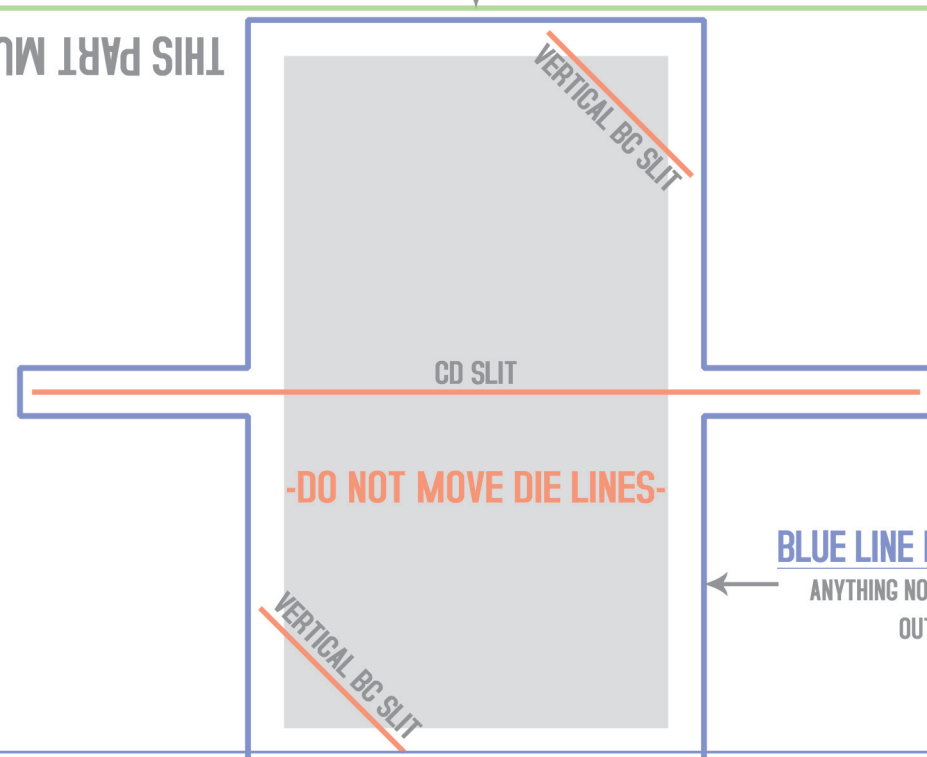 THIS PART MU
VERTICAL BC SLIT
CD SLIT
-DO NOT MOVE DIE LINES-
BLUE LINE
ANYTHING NO
OUT
VERTICAL BC SLIT